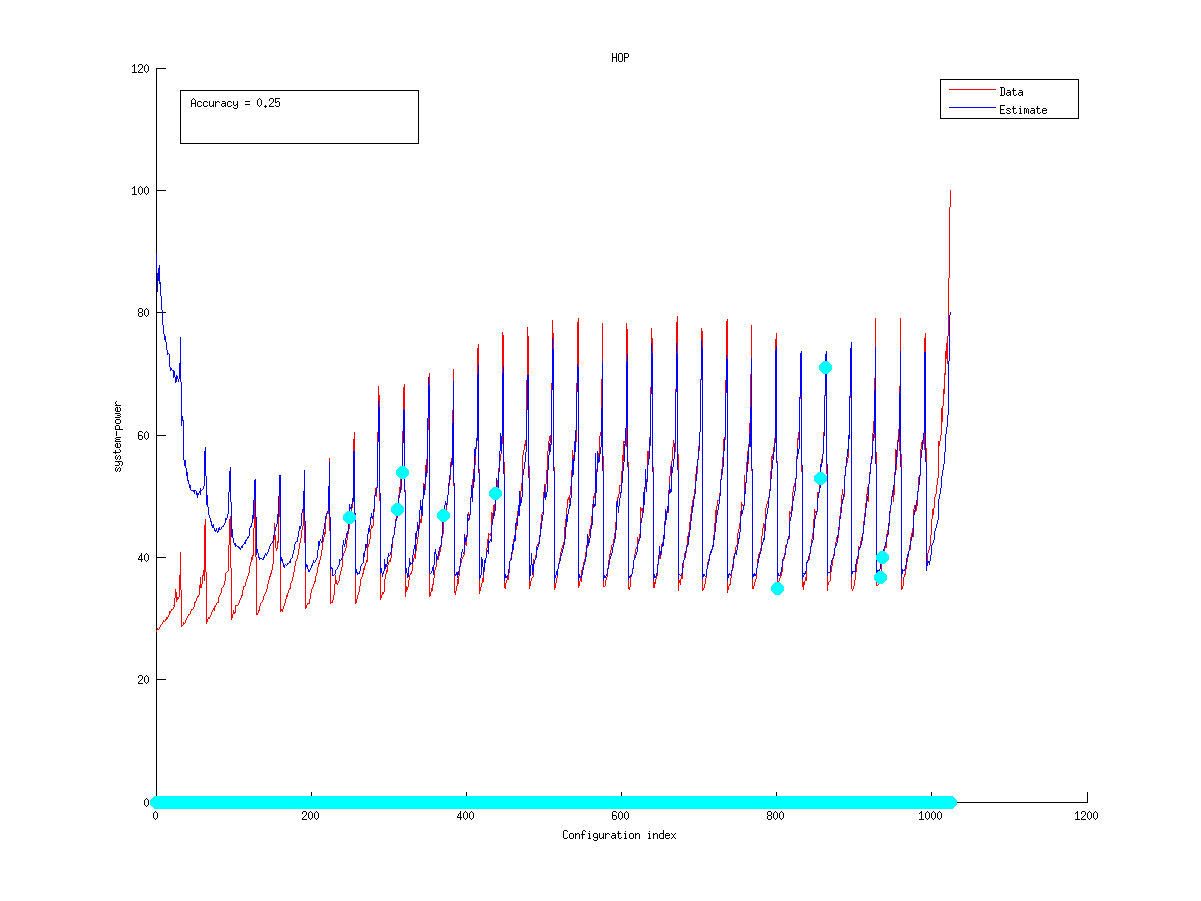 HOP
Accuracy = 0.25
Data
Estimate
system-power
120
100
80
60
40
20
0
0 200 400 600 800 1000 1200
Configuration index